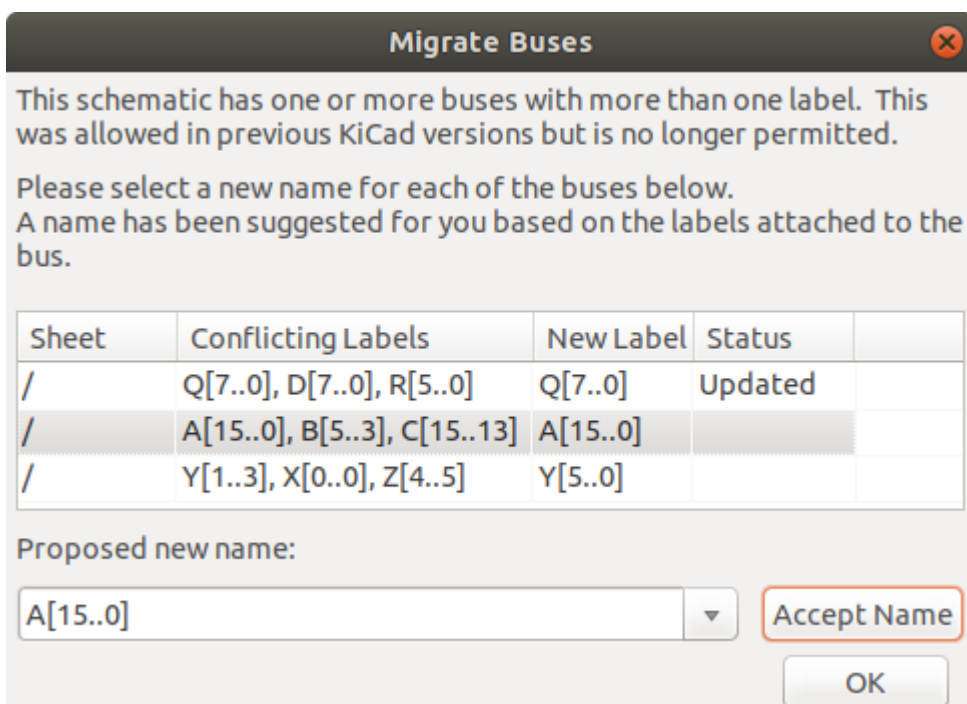 Migrate Buses
This schematic has one or more buses with more than one label.  This
was allowed in previous KiCad versions but is no longer permitted.
Please select a new name for each of the buses below.
A name has been suggested for you based on the labels attached to the
bus.
Sheet Conflicting Labels New Label Status
/ Q[7..0], D[7..0], R[5..0] Q[7..0] Updated
/ A[15..0], B[5..3], C[15..13] A[15..0]
/ Y[1..3], X[0..0], Z[4..5] Y[5..0]
Proposed new name:
A[15..0] Accept Name
OK